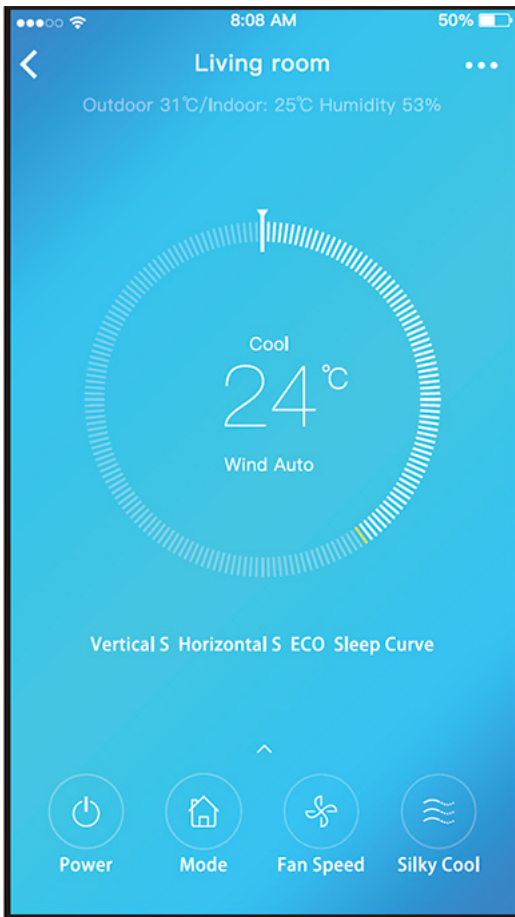 8:08 AM 50%
Living room
Outdoor 31℃/Indoor: 25℃ Humidity 53%
Cool
24℃
Wind Auto
Vertical S Horizontal S ECO Sleep Curve
Power Mode Fan Speed Silky Cool